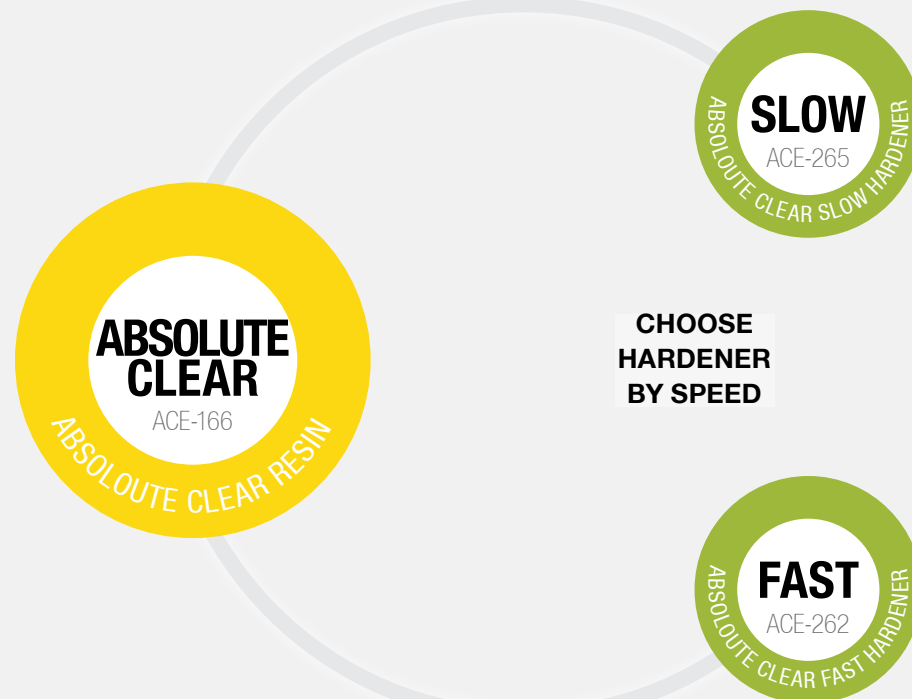 SLOW
ACE-265
ABSOLOUTE CLEAR SLOW HARDENER
ABSOLUTE
CLEAR
ACE-166
ABSOLOUTE CLEAR RESIN
CHOOSE
HARDENER
BY SPEED
FAST
ACE-262
ABSOLOUTE CLEAR FAST HARDENER